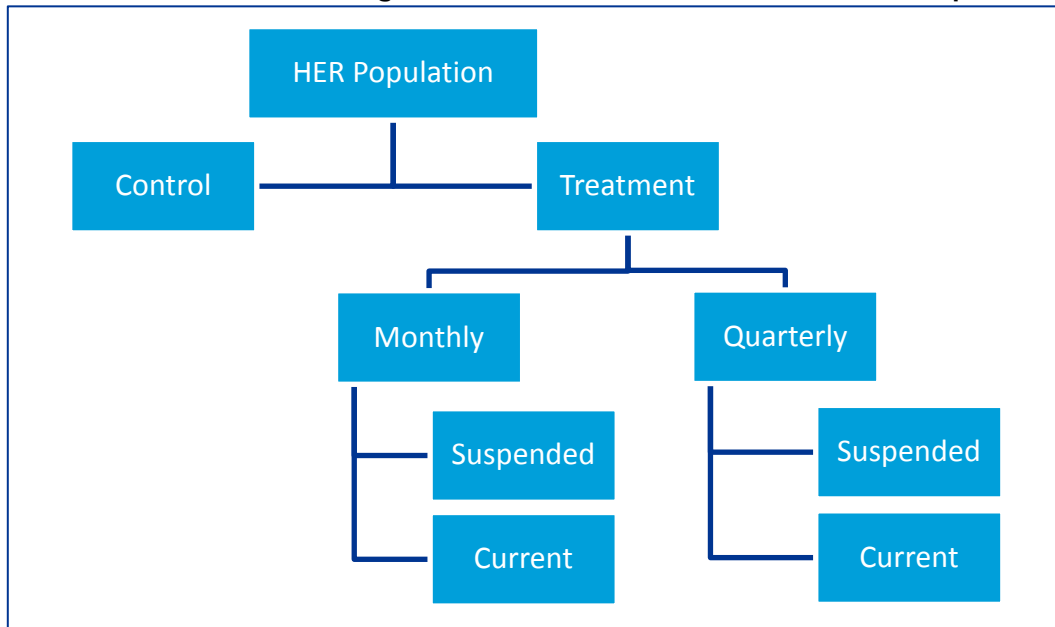 HER Population
Control
Treatment
Monthly
Quarterly
Suspended
Suspended
Current
Current